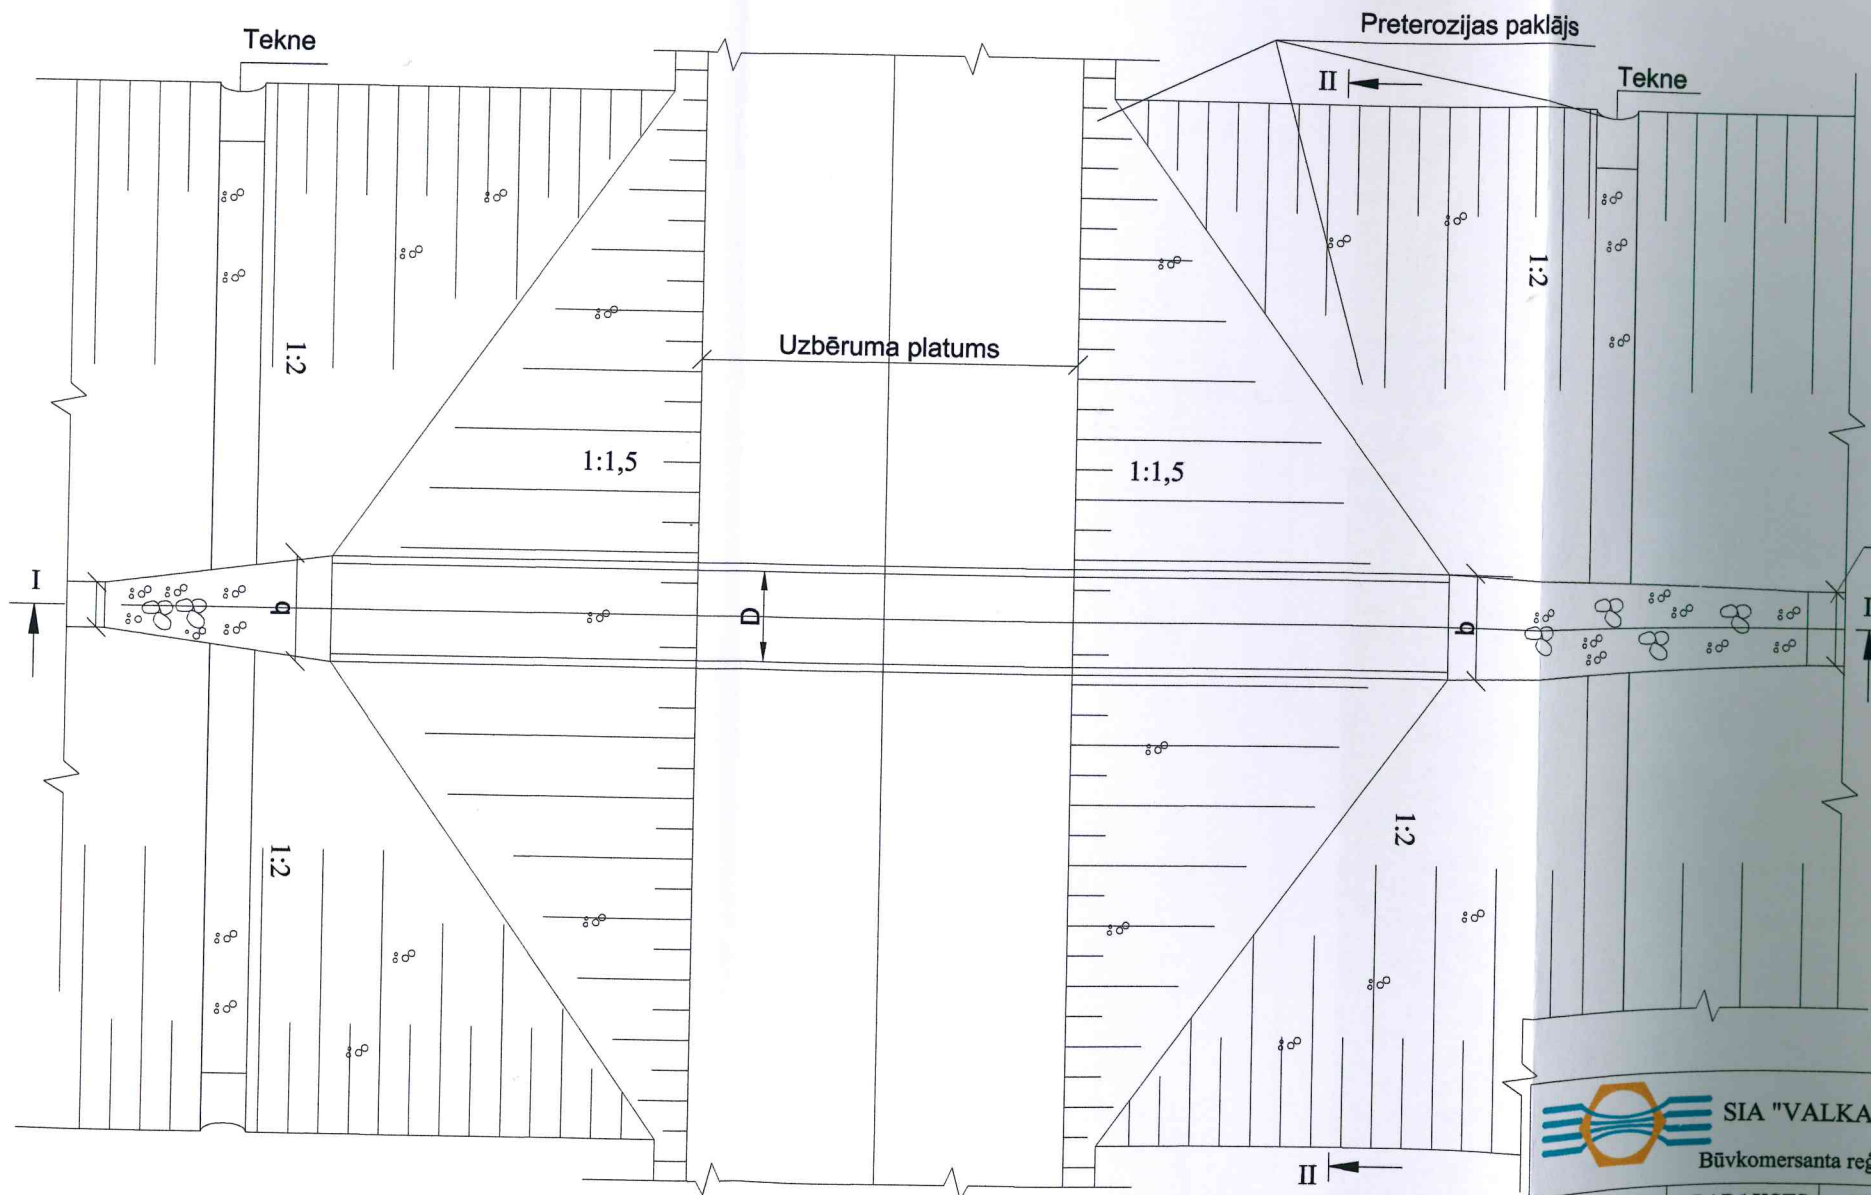 Tekne
Preterozijas paklājs
II
Tekne
1:2
1:2
Uzbēruma platums
1:1,5
1:1,5
I
b
D
b
I
1:2
1:2
II
SIA "VALKA
Būvkomersanta reģ